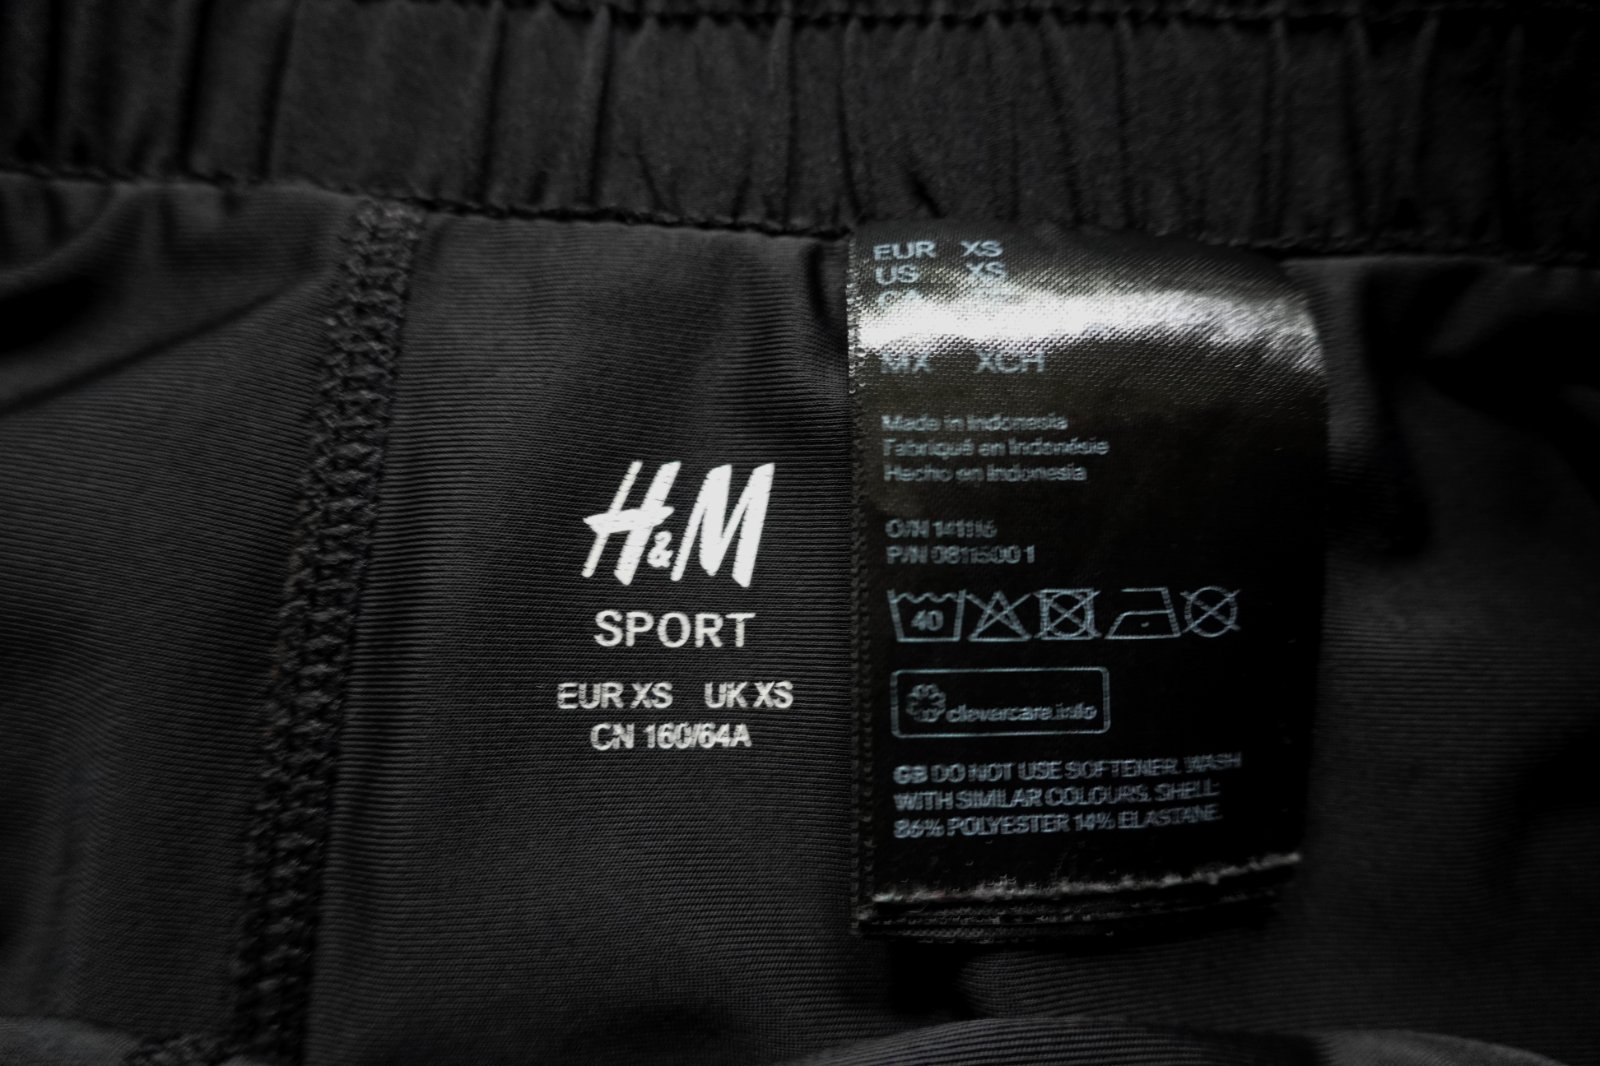 H&M
SPORT
EUR XS UK XS
CN 160/64A
EUR XS
US XS
CA
MX XCH
Made in Indonesia
Fabriqué en Indonésie
Hecho en Indonesia
O/N 141116
P/N 08115001
40
clevercare.info
GB DO NOT USE SOFTENER. WASH
WITH SIMILAR COLOURS. SHELL:
86% POLYESTER 14% ELASTANE.